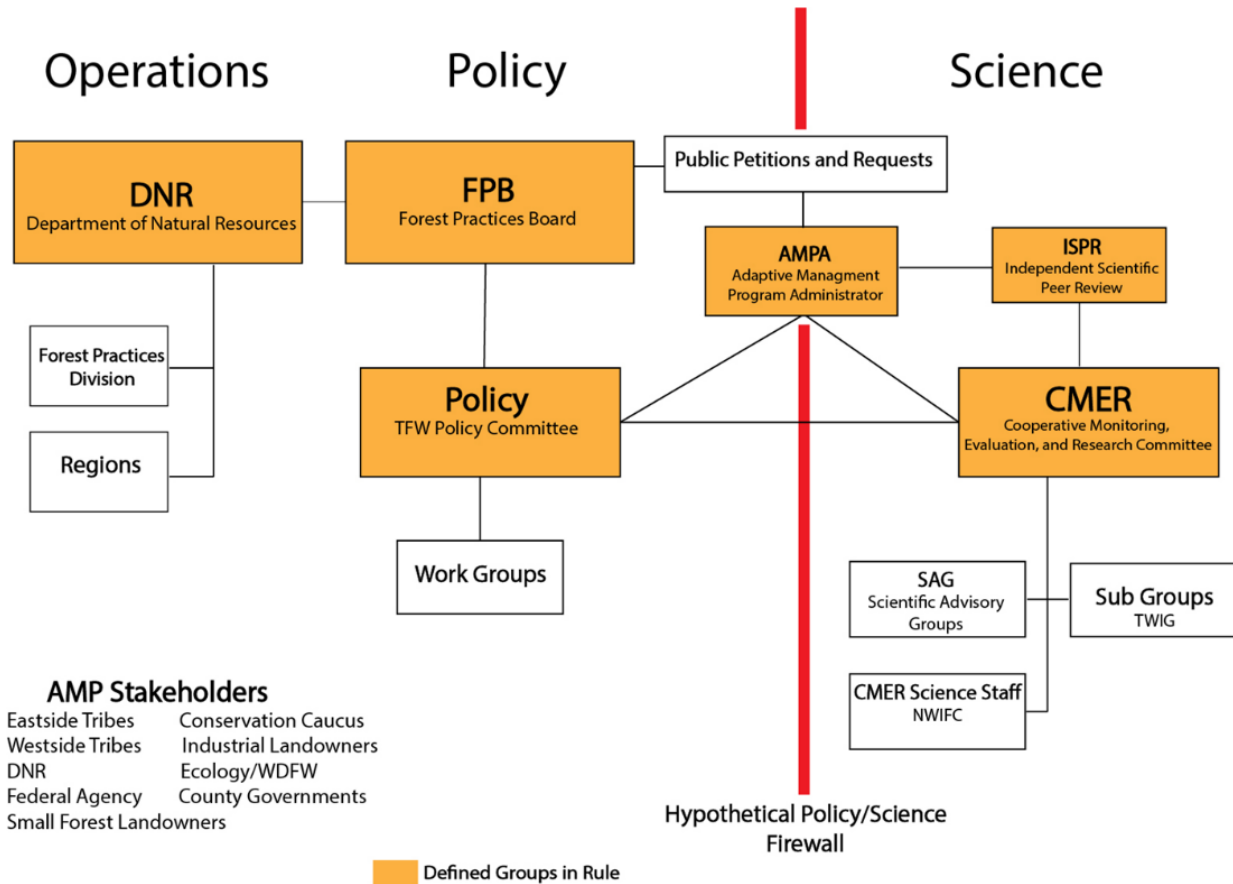 Operations
Policy
Science
DNR
Department of Natural Resources
FPB
Forest Practices Board
Public Petitions and Requests
AMPA
Adaptive Managment
Program Administrator
ISPR
Independent Scientific
Peer Review
Forest Practices
Division
Regions
Policy
TFW Policy Committee
CMER
Cooperative Monitoring,
Evaluation, and Research Committee
Work Groups
SAG
Scientific Advisory
Groups
Sub Groups
TWIG
CMER Science Staff
NWIFC
AMP Stakeholders
Eastside Tribes Conservation Caucus
Westside Tribes Industrial Landowners
DNR Ecology/WDFW
Federal Agency County Governments
Small Forest Landowners
Hypothetical Policy/Science
Firewall
Defined Groups in Rule